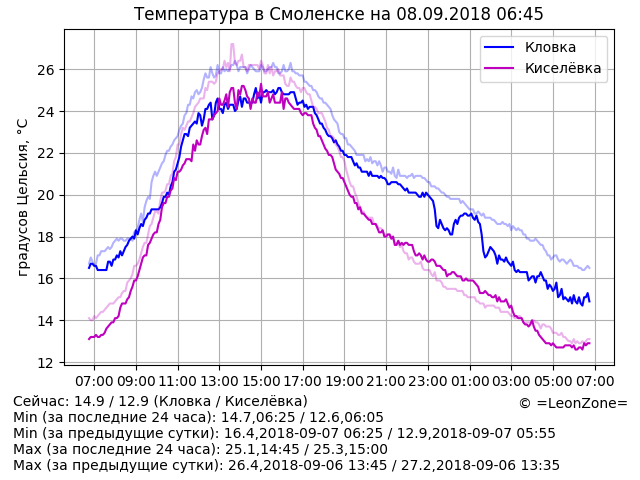 Температура в Смоленске на 08.09.2018 06:45
Кловка
Киселёвка
градусов Цельсия, °C
26
24
22
20
18
16
14
12
07:00 09:00 11:00 13:00 15:00 17:00 19:00 21:00 23:00 01:00 03:00 05:00 07:00
Сейчас: 14.9 / 12.9 (Кловка / Киселёвка)
© =LeonZone=
Min (за последние 24 часа): 14.7,06:25 / 12.6,06:05
Min (за предыдущие сутки): 16.4,2018-09-07 06:25 / 12.9,2018-09-07 05:55
Max (за последние 24 часа): 25.1,14:45 / 25.3,15:00
Max (за предыдущие сутки): 26.4,2018-09-06 13:45 / 27.2,2018-09-06 13:35